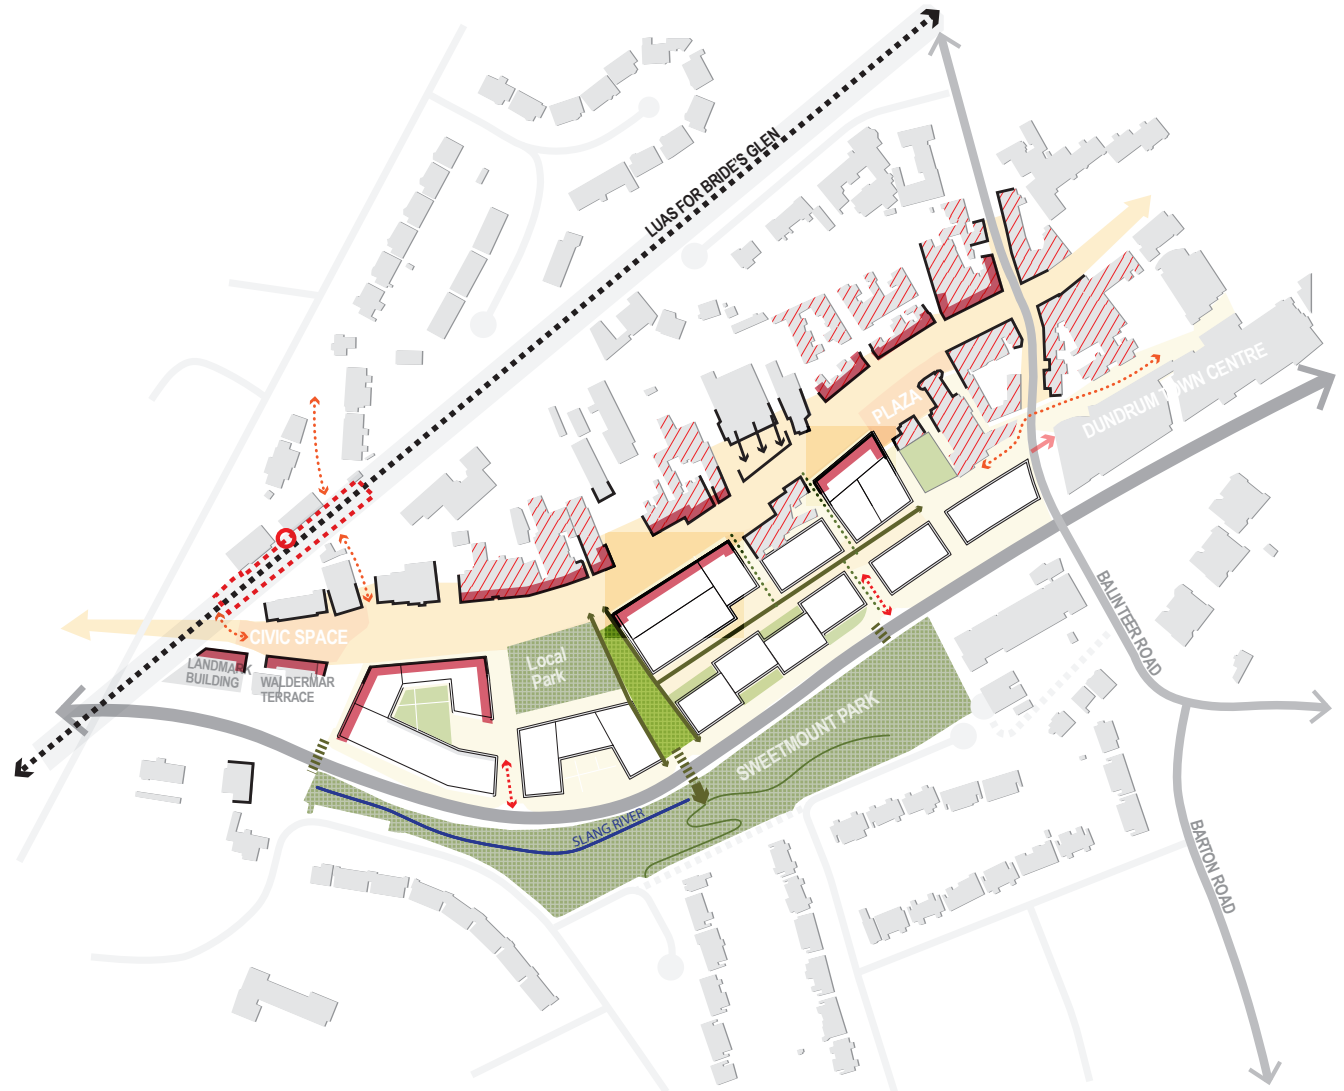 LUAS FOR BRIDE'S GLEN
PLAZA
DUNDRUM TOWN CENTRE
BAUNTEER ROAD
CIVIC SPACE
LANDMARK
BUILDING
WALDERMAR
TERRACE
Local
Park
SWEETMOUNT PARK
SLANG RIVER
BARTON ROAD